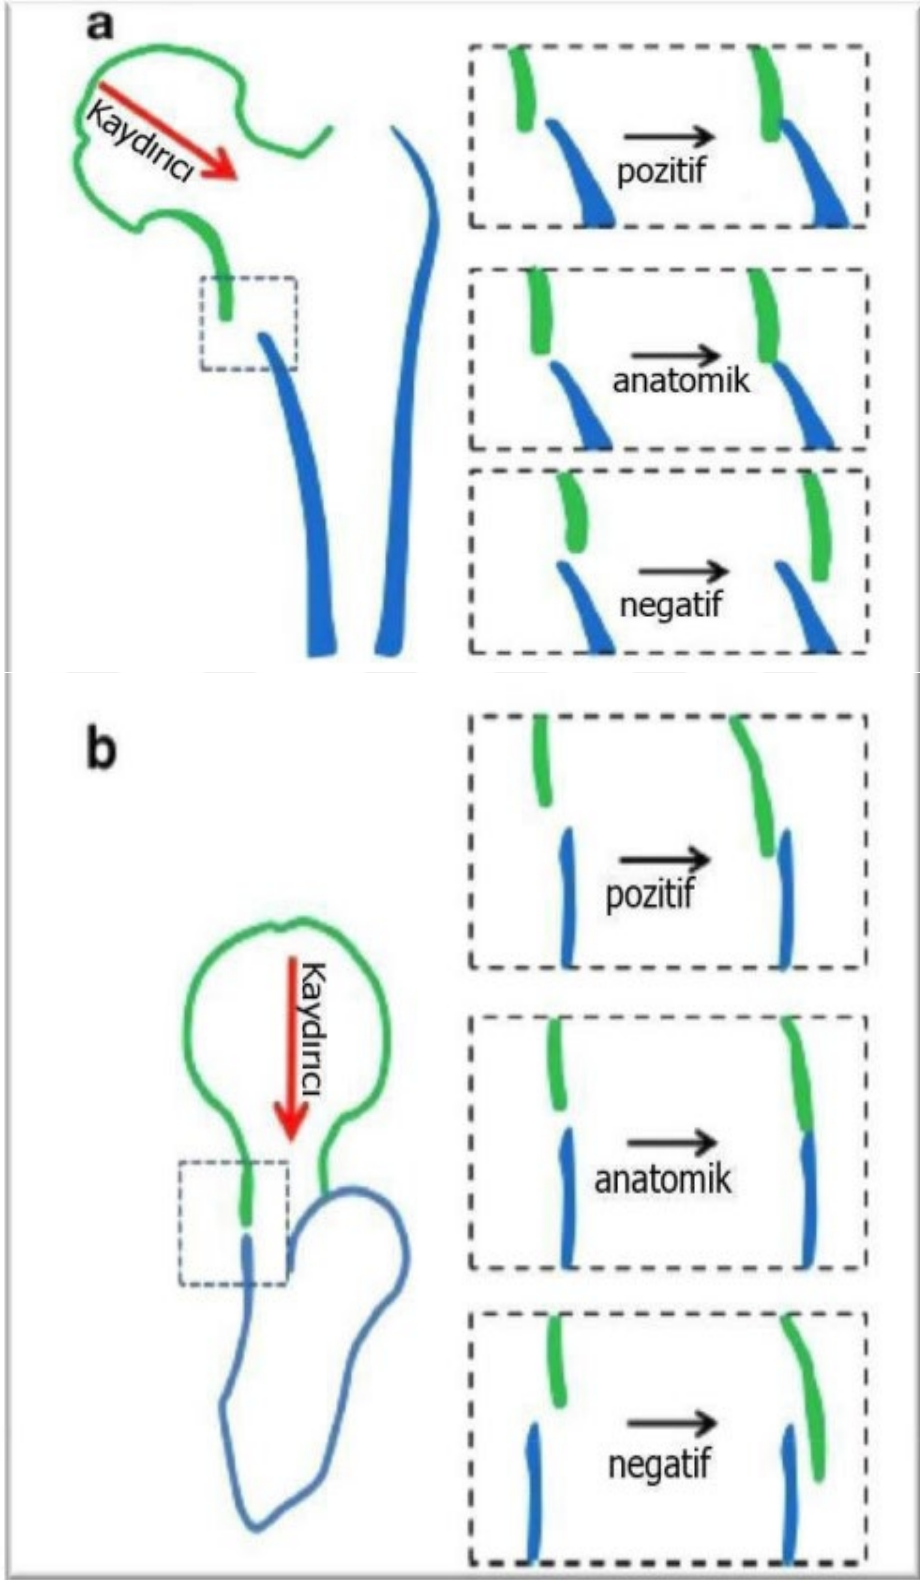 a
Kaydırıcı
pozitif
anatomik
negatif
b
Kaydırıcı
pozitif
anatomik
negatif